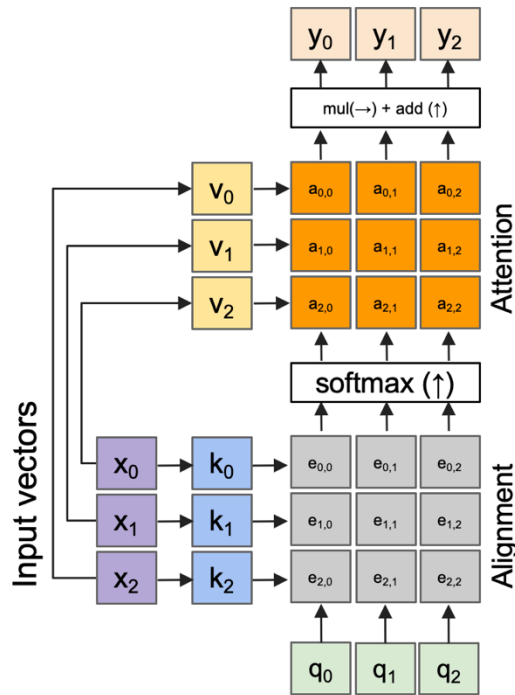 y0 y1 y2
mul(→) + add (↑)
v0 a0,0 a0,1 a0,2
v1 a1,0 a1,1 a1,2
v2 a2,0 a2,1 a2,2
Attention
softmax (↑)
Input vectors
x0 k0 e0,0 e0,1 e0,2
x1 k1 e1,0 e1,1 e1,2
x2 k2 e2,0 e2,1 e2,2
Alignment
q0 q1 q2